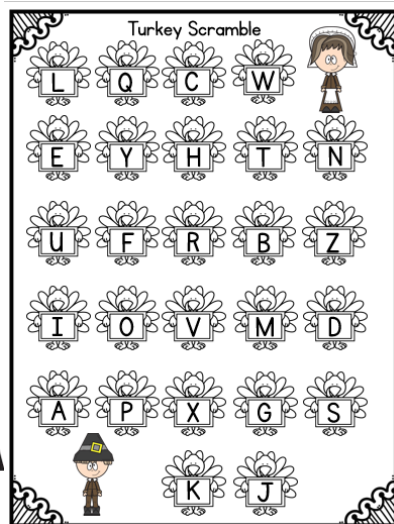 Turkey Scramble
L Q C W
E Y H T N
U F R B Z
I O V M D
A P X G S
K J